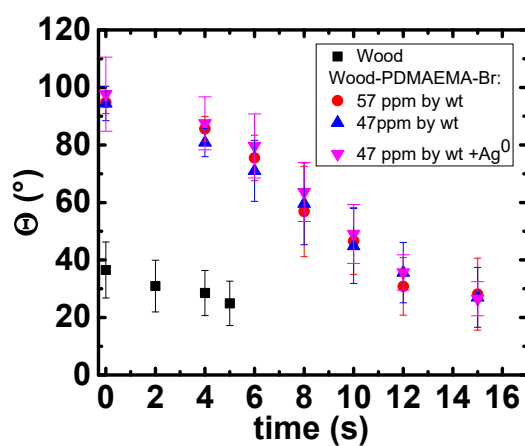 120
100
80
60
40
20
0
Θ (°)
0 2 4 6 8 10 12 14 16
time (s)
Wood
Wood-PDMAEMA-Br:
57 ppm by wt
47ppm by wt
47 ppm by wt +Ag⁰